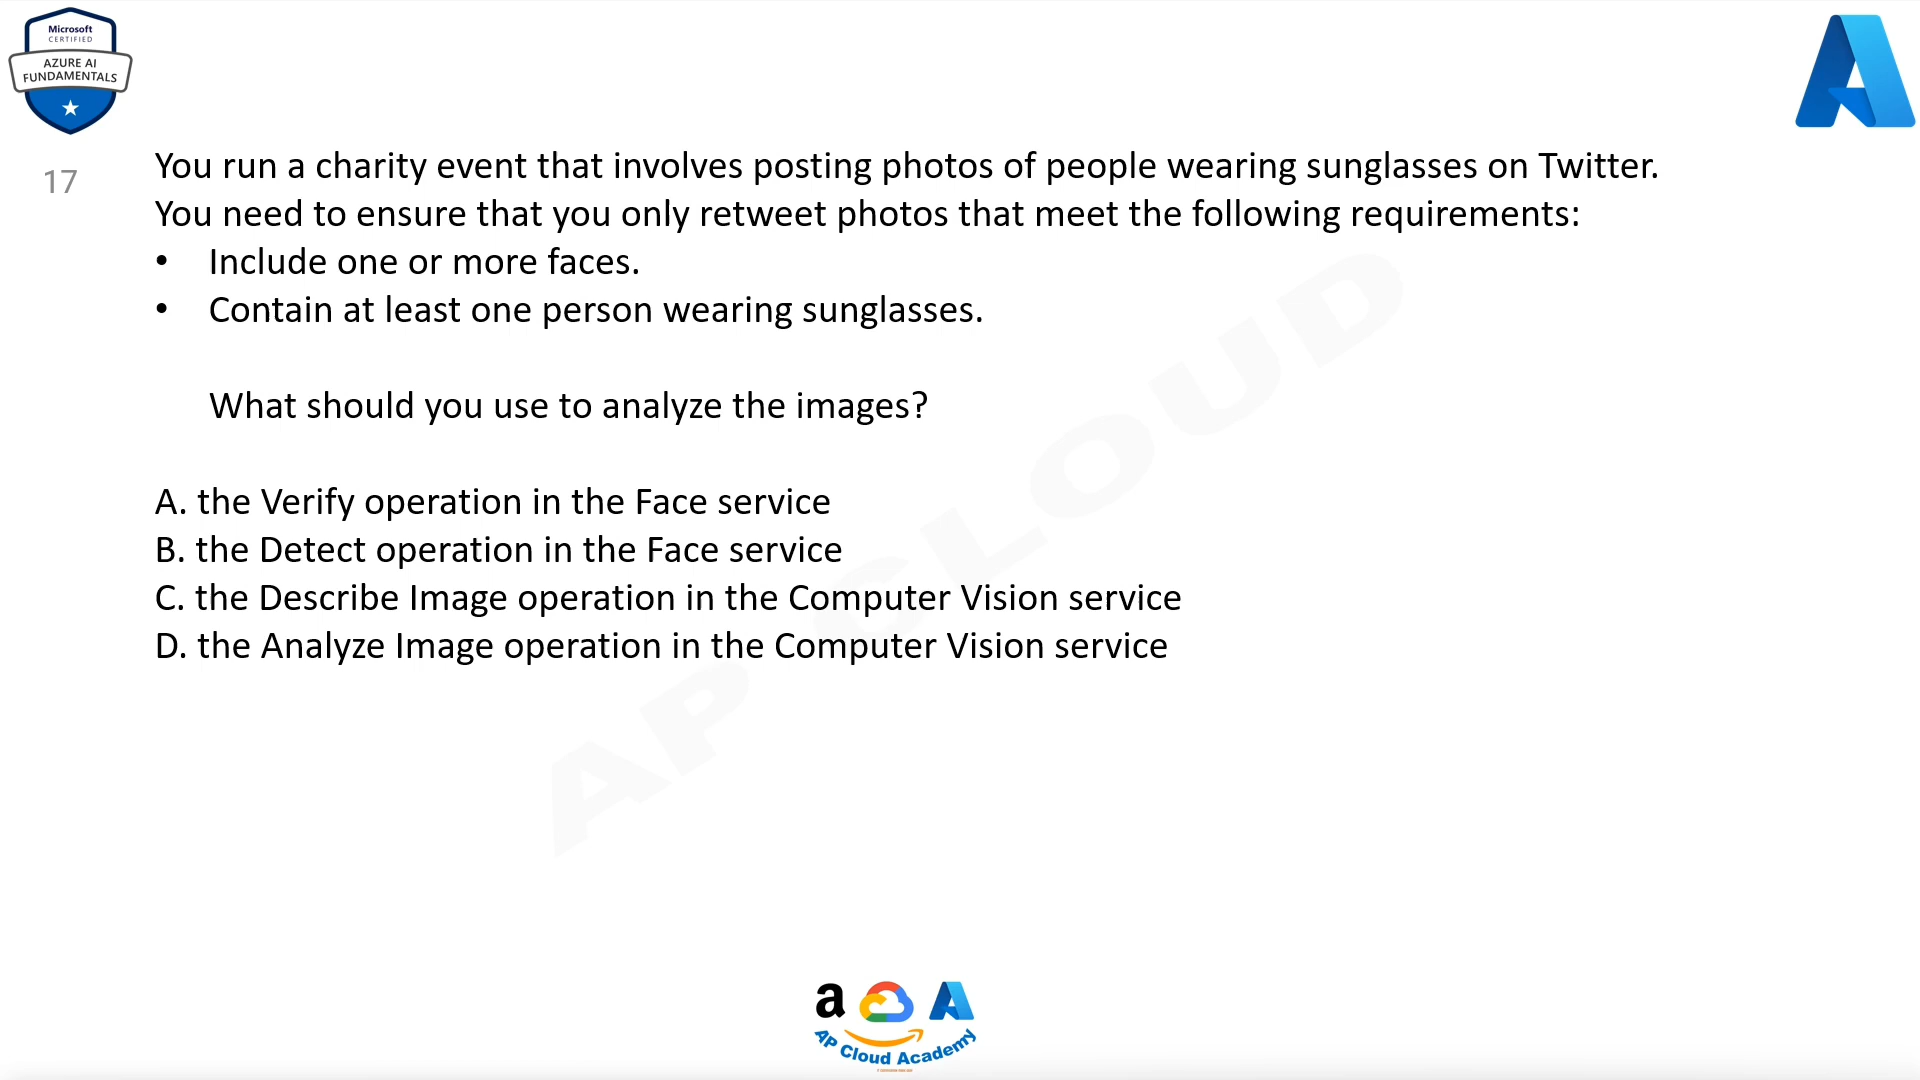 Microsoft
CERTIFIED
AZURE AI
FUNDAMENTALS
17
You run a charity event that involves posting photos of people wearing sunglasses on Twitter.
You need to ensure that you only retweet photos that meet the following requirements:
• Include one or more faces.
• Contain at least one person wearing sunglasses.
What should you use to analyze the images?
A. the Verify operation in the Face service
B. the Detect operation in the Face service
C. the Describe Image operation in the Computer Vision service
D. the Analyze Image operation in the Computer Vision service
AP CLOUD
a
AP Cloud Academy